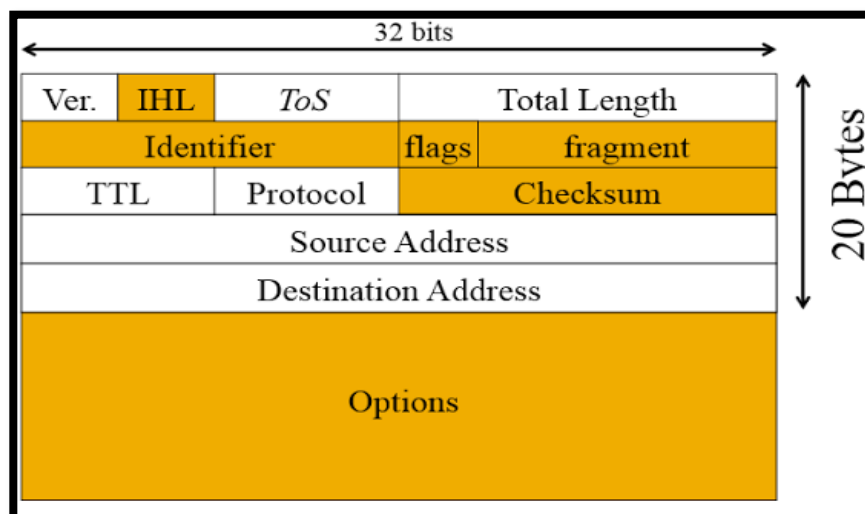 32 bits
Ver. IHL ToS Total Length
Identifier flags fragment
TTL Protocol Checksum
Source Address
Destination Address
Options
20 Bytes